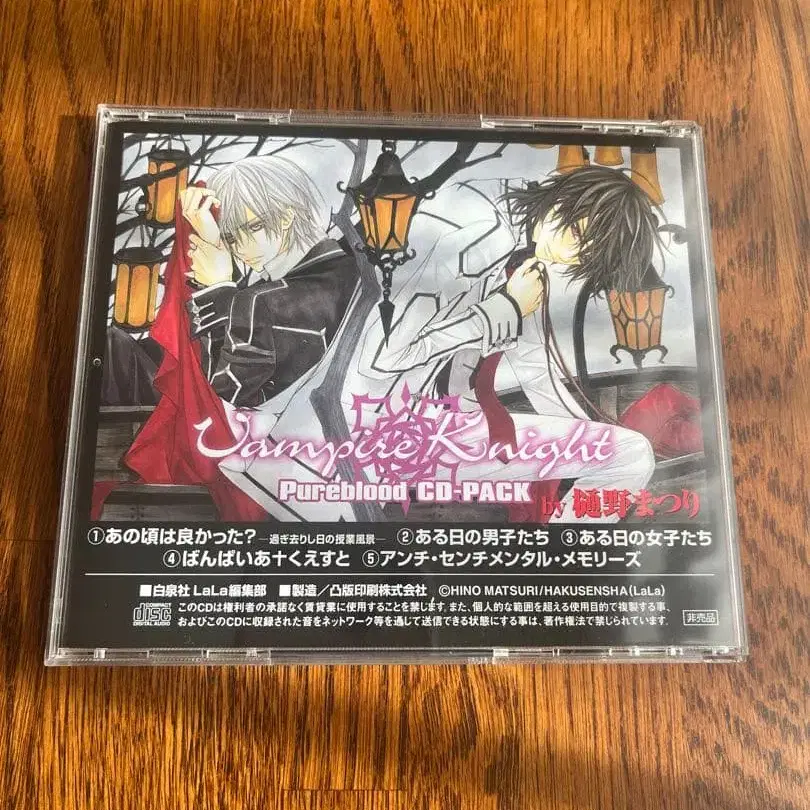 Vampire Knight
Pureblood CD-PACK by 樋野まつり
①あの頃は良かった?―過ぎ去りし日の授業風景― ②ある日の男子たち ③ある日の女子たち
④ばんぱいあ十くえすと ⑤アンチ・センチメンタル・メモリーズ
■白泉社 LaLa編集部 ■製造/凸版印刷株式会社 ©HINO MATSURI/HAKUSENSHA(LaLa)
COMPACT
disc
DIGITAL AUDIO
このCDは権利者の承諾なく賃貸業に使用することを禁じます。また、個人的な範囲を超える使用目的で複製する事、
およびこのCDに収録された音をネットワーク等を通じて送信できる状態にする事は、著作権法で禁じられています。
非売品